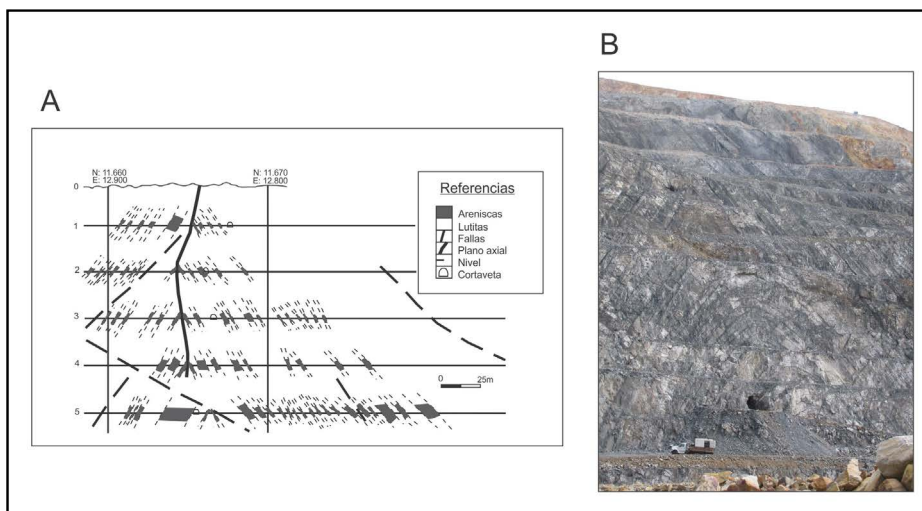 A
B
N: 11.660
E: 12.900
N: 11.670
E: 12.800
0
1
2
3
4
5
Referencias
Areniscas
Lutitas
Fallas
Plano axial
Nivel
Cortaveta
0 25m